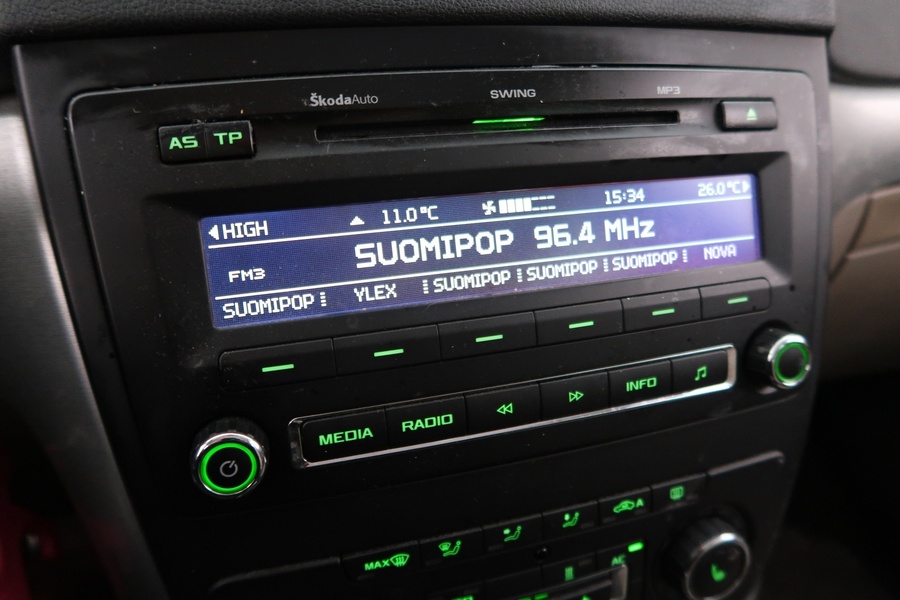 ŠkodaAuto SWING MP3
AS TP
HIGH 11.0°C 15:34 26.0°C
SUOMIPOP 96.4 MHz
FM3
SUOMIPOP YLEX SUOMIPOP SUOMIPOP SUOMIPOP NOVA
MEDIA RADIO INFO
A
MAX
AC